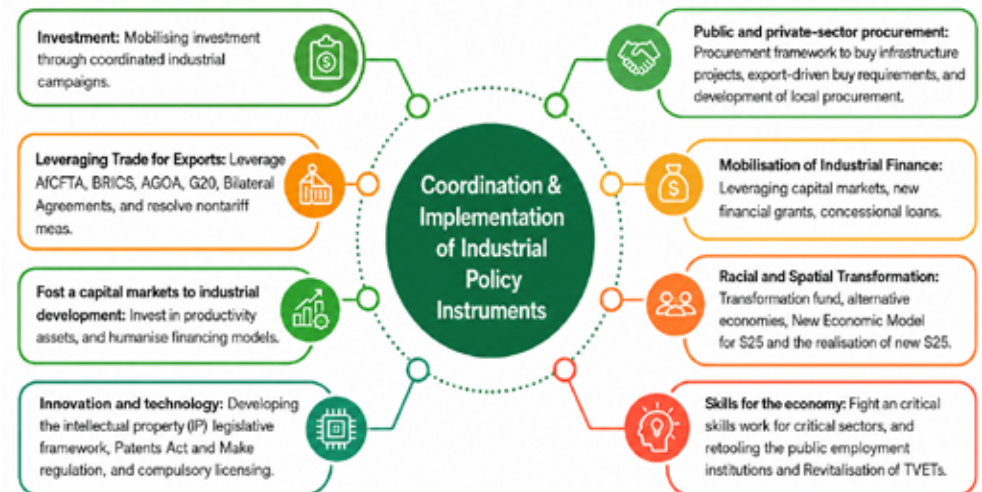 Investment: Mobilising investment
through coordinated industrial
campaigns.
Leveraging Trade for Exports: Leverage
AfCFTA, BRICS, AGOA, G20, Bilateral
Agreements, and resolve nontariff
meas.
Fost a capital markets to industrial
development: Invest in productivity
assets, and humanise financing models.
Innovation and technology: Developing
the intellectual property (IP) legislative
framework, Patents Act and Make
regulation, and compulsory licensing.
Coordination &
Implementation
of Industrial
Policy
Instruments
Public and private-sector procurement:
Procurement framework to buy infrastructure
projects, export-driven buy requirements, and
development of local procurement.
Mobilisation of Industrial Finance:
Leveraging capital markets, new
financial grants, concessional loans.
Racial and Spatial Transformation:
Transformation fund, alternative
economies, New Economic Model
for S25 and the realisation of new S25.
Skills for the economy: Fight an critical
skills work for critical sectors, and
retooling the public employment
institutions and Revitalisation of TVETs.